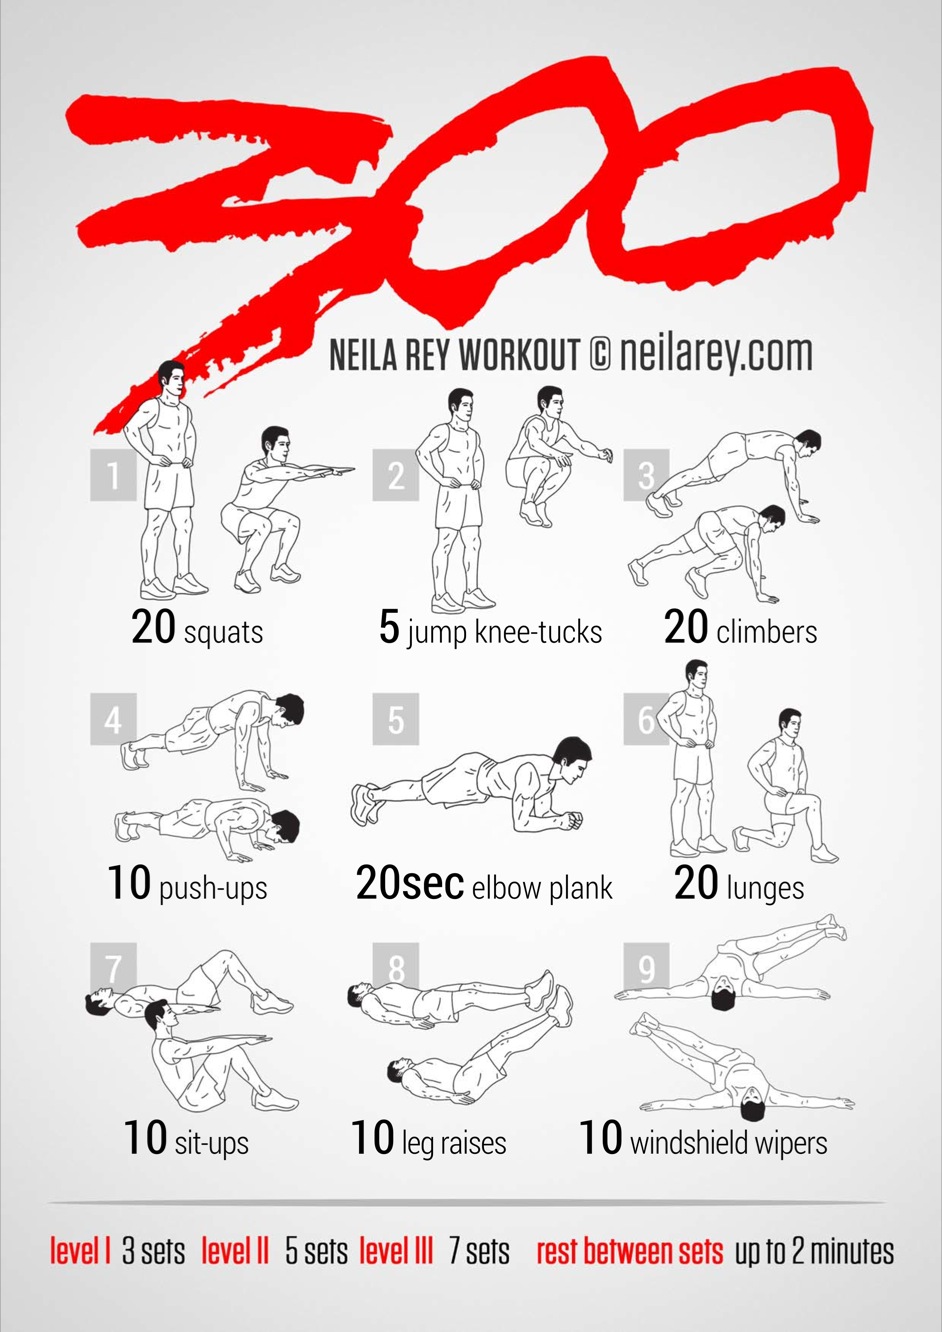 300
NEILA REY WORKOUT © neilarey.com
1
2
3
20 squats
5 jump knee-tucks
20 climbers
4
5
6
10 push-ups
20sec elbow plank
20 lunges
7
8
9
10 sit-ups
10 leg raises
10 windshield wipers
level I 3 sets level II 5 sets level III 7 sets rest between sets up to 2 minutes